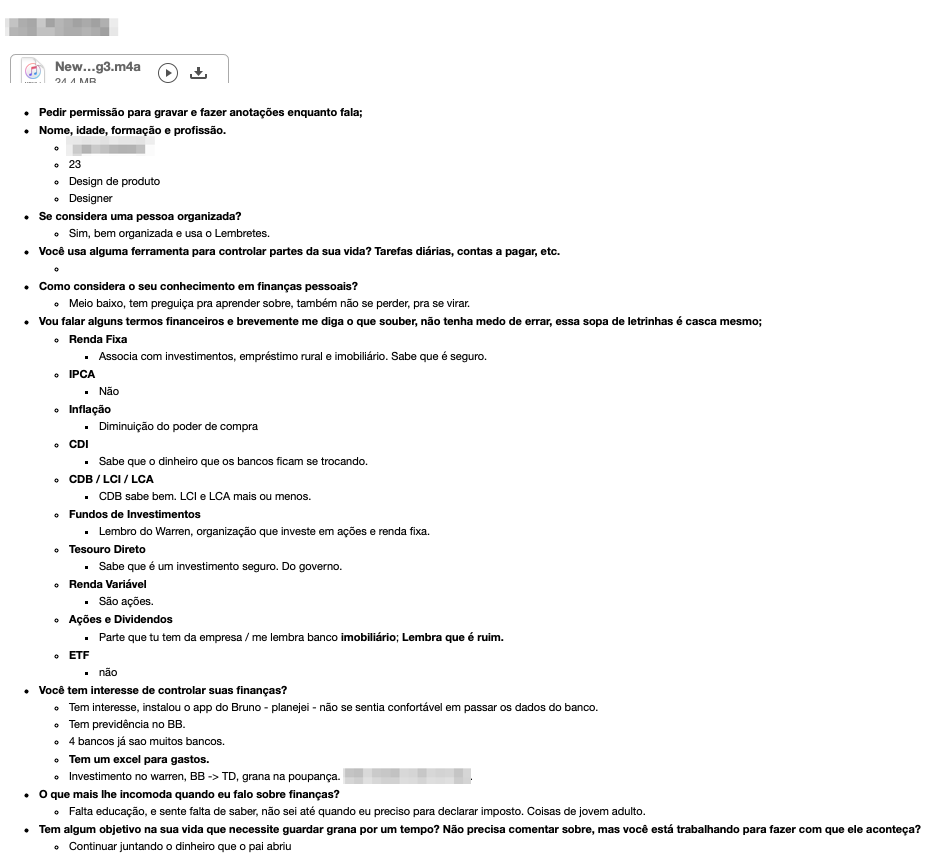 New...g3.m4a
24,4 MB
Pedir permissão para gravar e fazer anotações enquanto fala;
Nome, idade, formação e profissão.
23
Design de produto
Designer
Se considera uma pessoa organizada?
Sim, bem organizada e usa o Lembretes.
Você usa alguma ferramenta para controlar partes da sua vida? Tarefas diárias, contas a pagar, etc.
Como considera o seu conhecimento em finanças pessoais?
Meio baixo, tem preguiça pra aprender sobre, também não se perder, pra se virar.
Vou falar alguns termos financeiros e brevemente me diga o que souber, não tenha medo de errar, essa sopa de letrinhas é casca mesmo;
Renda Fixa
Associa com investimentos, empréstimo rural e imobiliário. Sabe que é seguro.
IPCA
Não
Inflação
Diminuição do poder de compra
CDI
Sabe que o dinheiro que os bancos ficam se trocando.
CDB / LCI / LCA
CDB sabe bem. LCI e LCA mais ou menos.
Fundos de Investimentos
Lembro do Warren, organização que investe em ações e renda fixa.
Tesouro Direto
Sabe que é um investimento seguro. Do governo.
Renda Variável
São ações.
Ações e Dividendos
Parte que tu tem da empresa / me lembra banco imobiliário; Lembra que é ruim.
ETF
não
Você tem interesse de controlar suas finanças?
Tem interesse, instalou o app do Bruno - planejei - não se sentia confortável em passar os dados do banco.
Tem previdência no BB.
4 bancos já sao muitos bancos.
Tem um excel para gastos.
Investimento no warren, BB -> TD, grana na poupança.
O que mais lhe incomoda quando eu falo sobre finanças?
Falta educação, e sente falta de saber, não sei até quando eu preciso para declarar imposto. Coisas de jovem adulto.
Tem algum objetivo na sua vida que necessite guardar grana por um tempo? Não precisa comentar sobre, mas você está trabalhando para fazer com que ele aconteça?
Continuar juntando o dinheiro que o pai abriu